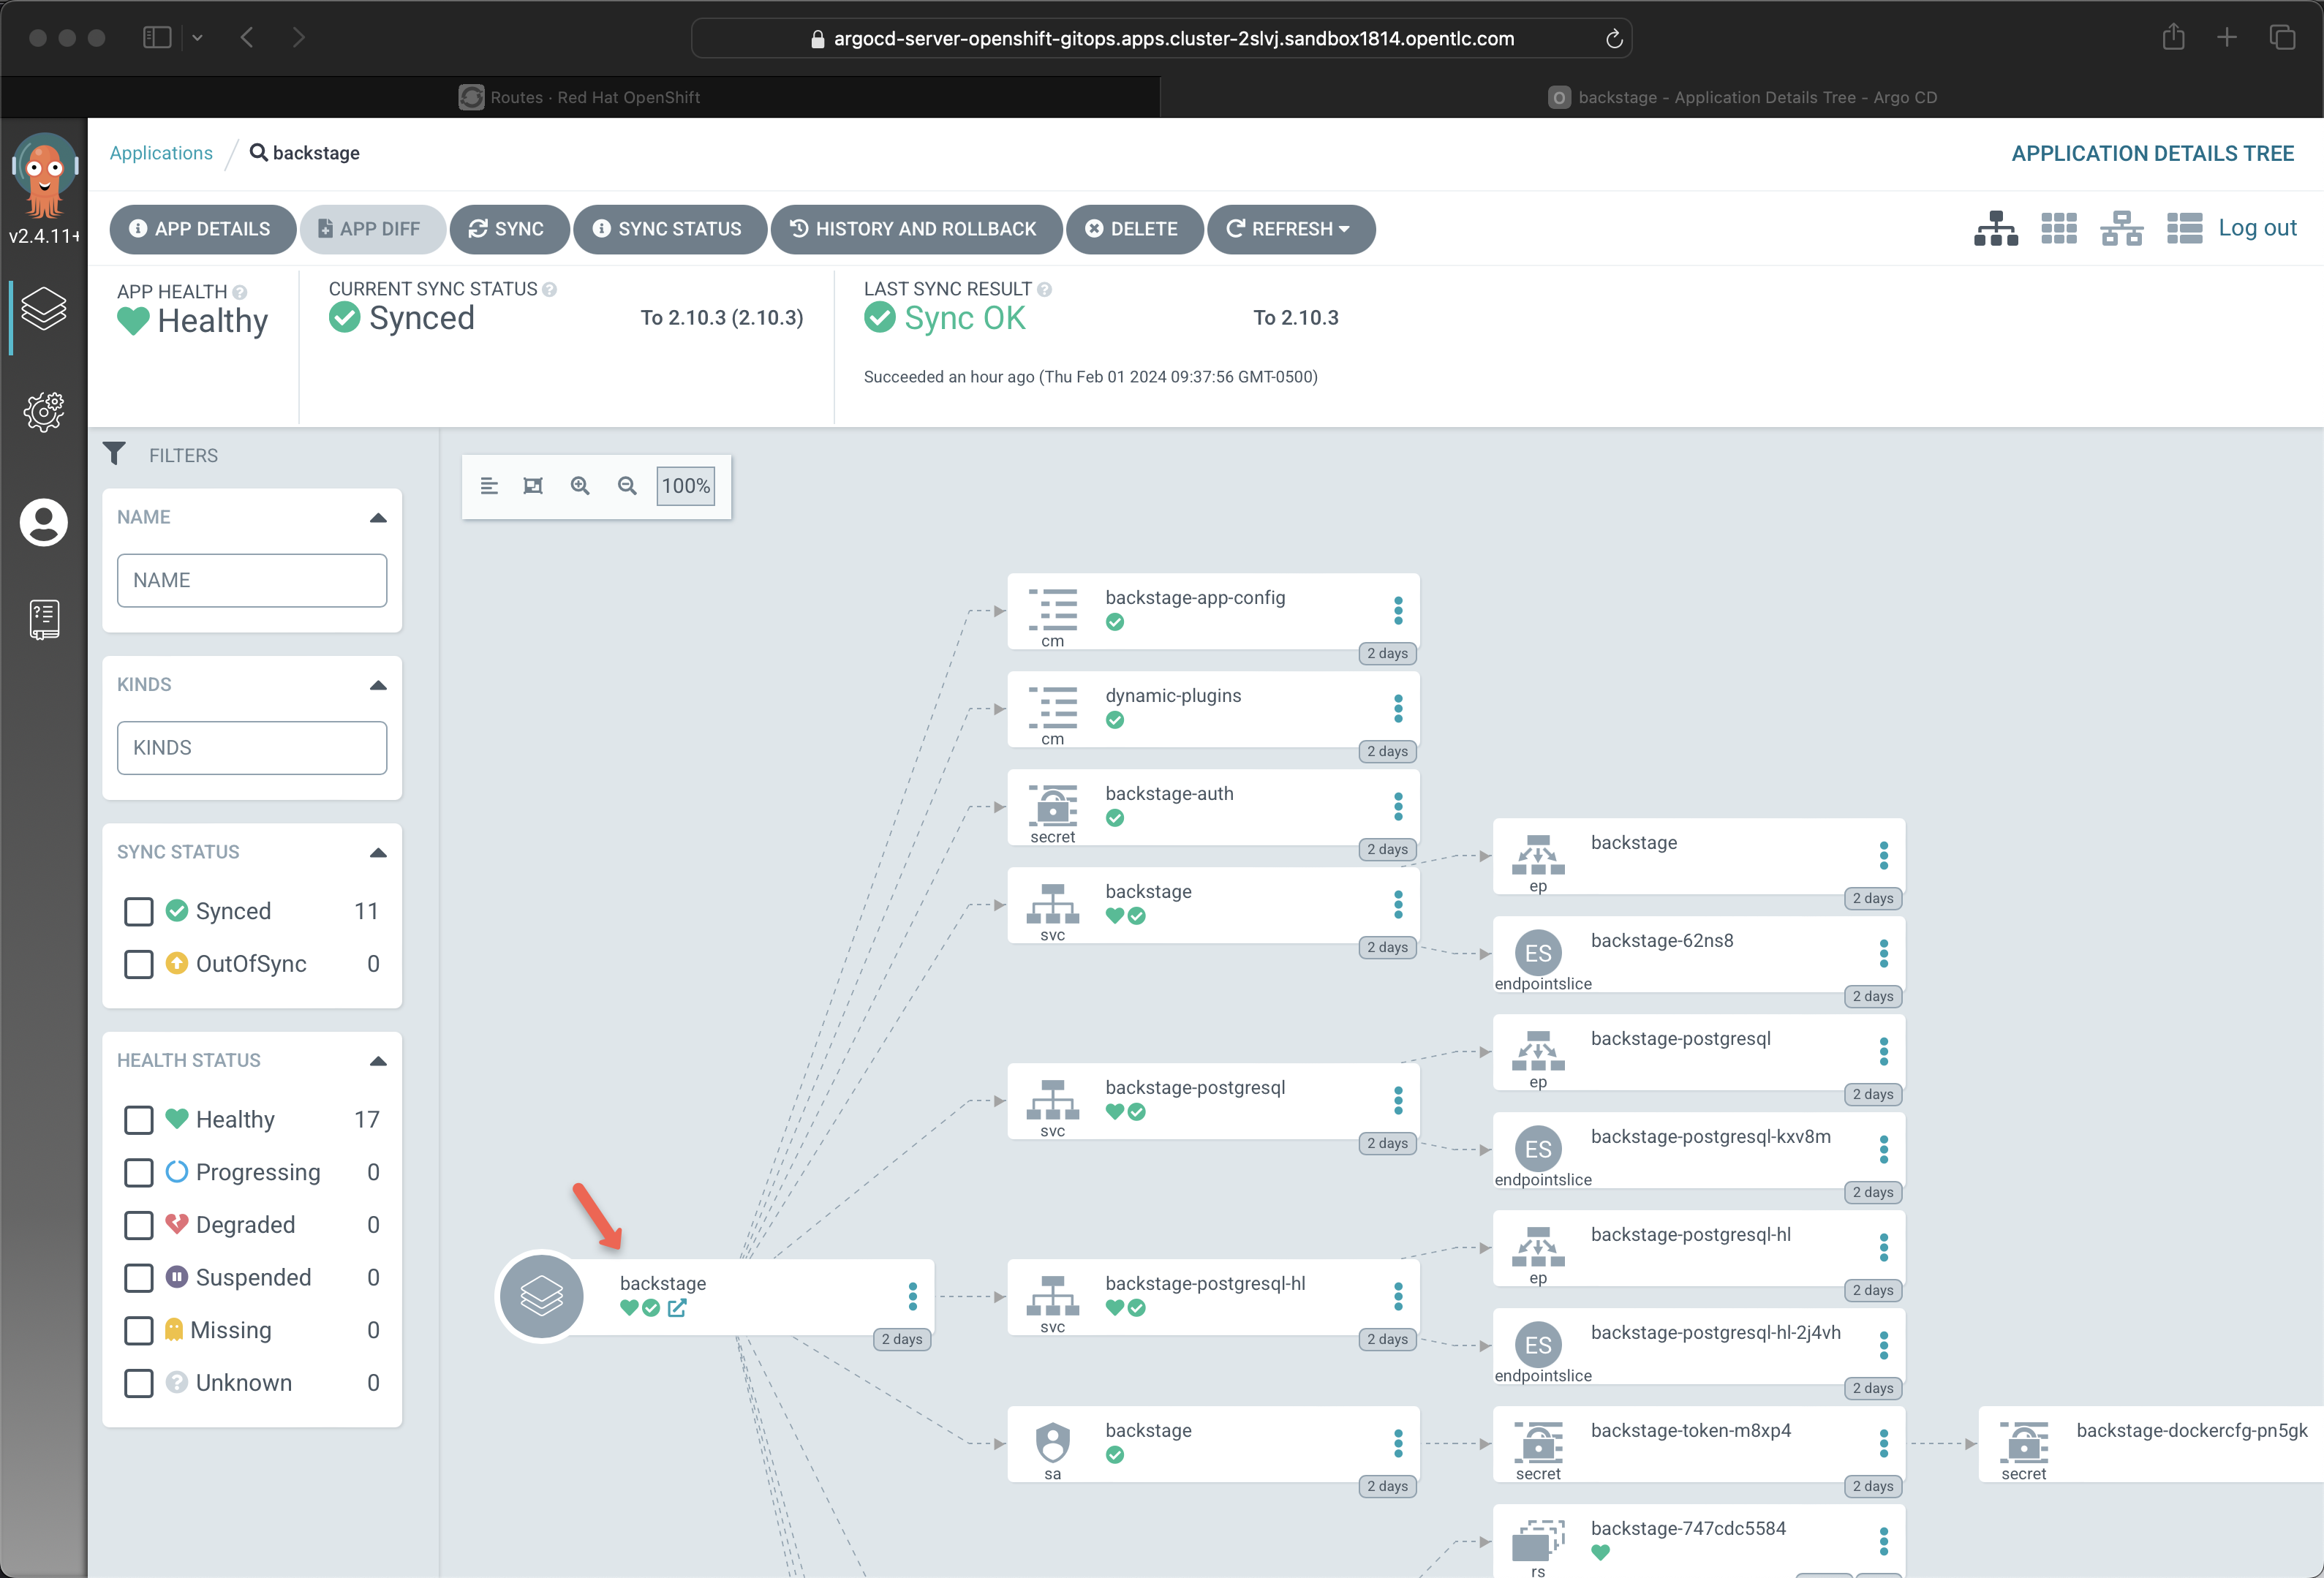 argocd-server-openshift-gitops.apps.cluster-2slvj.sandbox1814.opentlc.com
Routes · Red Hat OpenShift
O backstage - Application Details Tree - Argo CD
v2.4.11+
Applications / backstage
APPLICATION DETAILS TREE
APP DETAILS
APP DIFF
SYNC
SYNC STATUS
HISTORY AND ROLLBACK
DELETE
REFRESH
Log out
APP HEALTH ?
Healthy
CURRENT SYNC STATUS ?
Synced
To 2.10.3 (2.10.3)
LAST SYNC RESULT ?
Sync OK
To 2.10.3
Succeeded an hour ago (Thu Feb 01 2024 09:37:56 GMT-0500)
FILTERS
NAME
NAME
KINDS
KINDS
SYNC STATUS
Synced 11
OutOfSync 0
HEALTH STATUS
Healthy 17
Progressing 0
Degraded 0
Suspended 0
Missing 0
Unknown 0
100%
backstage
2 days
backstage-app-config
cm
2 days
dynamic-plugins
cm
2 days
backstage-auth
secret
2 days
backstage
svc
2 days
backstage-postgresql
svc
2 days
backstage-postgresql-hl
svc
2 days
backstage
sa
2 days
backstage
ep
2 days
ES
backstage-62ns8
endpointslice
2 days
backstage-postgresql
ep
2 days
ES
backstage-postgresql-kxv8m
endpointslice
2 days
backstage-postgresql-hl
ep
2 days
ES
backstage-postgresql-hl-2j4vh
endpointslice
2 days
backstage-token-m8xp4
secret
2 days
backstage-747cdc5584
rs
backstage-dockercfg-pn5gk
secret